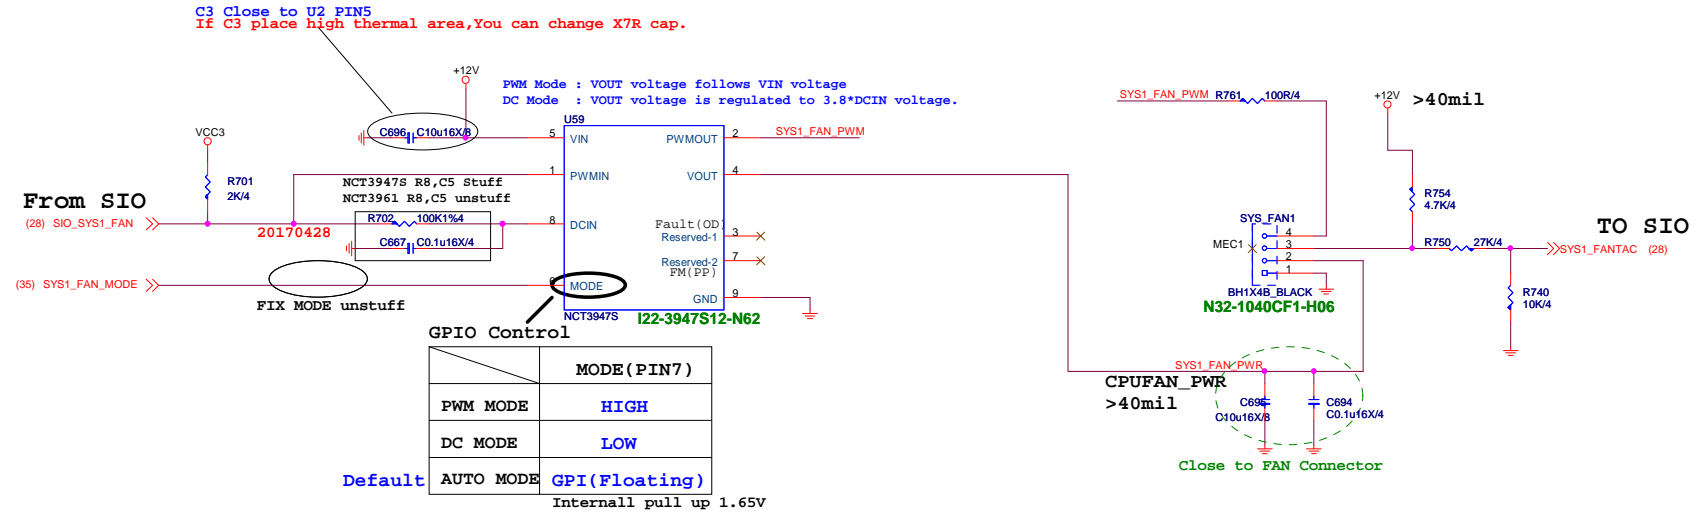 C3 Close to U2 PIN5
If C3 place high thermal area,You can change X7R cap.
+12V
PWM Mode : VOUT voltage follows VIN voltage
DC Mode : VOUT voltage is regulated to 3.8*DCIN voltage.
C696 C10u16X/8
U59
5 VIN
PWMOUT 2 SYS1_FAN_PWM
1 PWMIN
VOUT 4
8 DCIN
Fault(OD)
Reserved-1 3
Reserved-2 7
FM(PP)
MODE
GND 9
NCT3947S
I22-3947S12-N62
VCC3
R701
2K/4
NCT3947S R8,C5 Stuff
NCT3961 R8,C5 unstuff
R702 100K1%4
C667 C0.1u16X/4
From SIO
(28) SIO_SYS1_FAN
20170428
(35) SYS1_FAN_MODE
FIX MODE unstuff
GPIO Control
MODE(PIN7)
PWM MODE HIGH
DC MODE LOW
Default AUTO MODE GPI(Floating)
Internall pull up 1.65V
SYS1_FAN_PWM R761 100R/4
+12V >40mil
R754
4.7K/4
SYS_FAN1
MEC1
4
3
2
1
BH1X4B_BLACK
N32-1040CF1-H06
R750 27K/4
TO SIO
SYS1_FANTAC (28)
R740
10K/4
SYS1_FAN_PWR
CPUFAN_PWR
>40mil
C695
C10u16X/8
C694
C0.1u16X/4
Close to FAN Connector